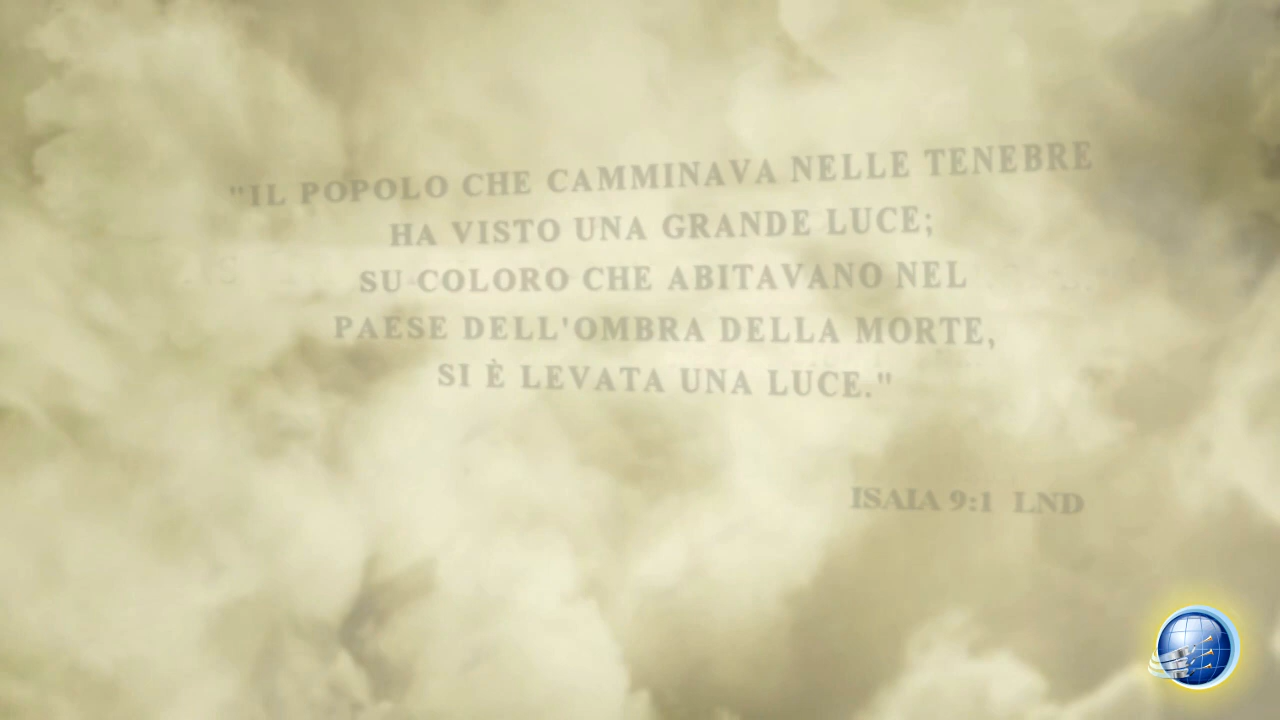 "IL POPOLO CHE CAMMINAVA NELLE TENEBRE
HA VISTO UNA GRANDE LUCE;
SU COLORO CHE ABITAVANO NEL
PAESE DELL'OMBRA DELLA MORTE,
SI È LEVATA UNA LUCE."
ISAIA 9:1 LND